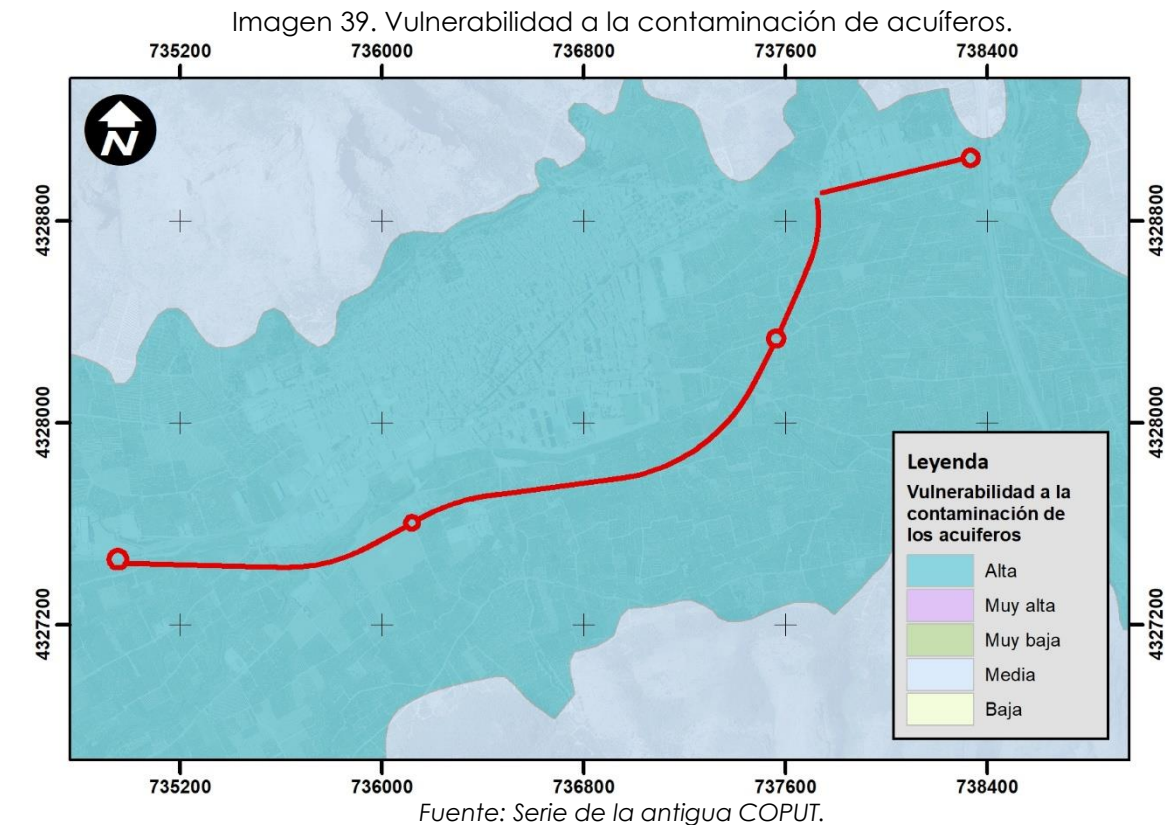 Imagen 39. Vulnerabilidad a la contaminación de acuíferos.
735200 736000 736800 737600 738400
N
4328800 4328800
4328000 4328000
4327200 4327200
Leyenda
Vulnerabilidad a la
contaminación de
los acuiferos
Alta
Muy alta
Muy baja
Media
Baja
735200 736000 736800 737600 738400
Fuente: Serie de la antigua COPUT.